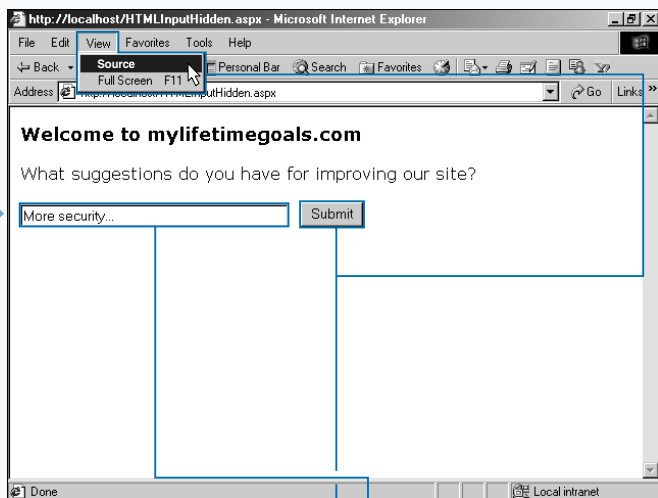 http://localhost/HTMLInputHidden.aspx - Microsoft Internet Explorer
File Edit View Favorites Tools Help
Back Source Personal Bar Search Favorites
Full Screen F11
Address HTMLInputHidden.aspx Go Links »
Welcome to mylifetimegoals.com
What suggestions do you have for improving our site?
More security... Submit
Done Local intranet